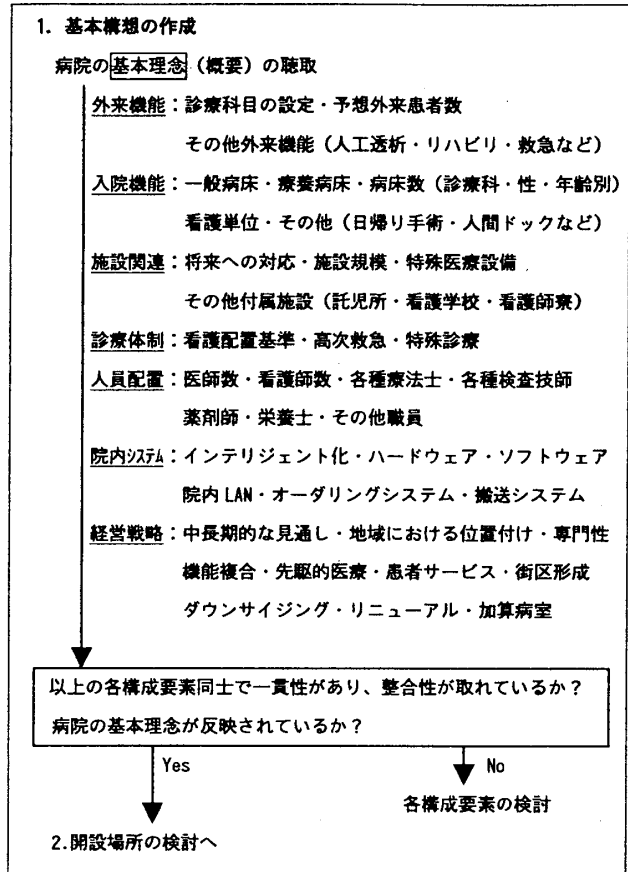 1. 基本構想の作成
病院の基本理念（概要）の聴取
外来機能：診療科目の設定・予想外来患者数
その他外来機能（人工透析・リハビリ・救急など）
入院機能：一般病床・療養病床・病床数（診療科・性・年齢別）
看護単位・その他（日帰り手術・人間ドックなど）
施設関連：将来への対応・施設規模・特殊医療設備
その他付属施設（託児所・看護学校・看護師寮）
診療体制：看護配置基準・高次救急・特殊診療
人員配置：医師数・看護師数・各種療法士・各種検査技師
薬剤師・栄養士・その他職員
院内ｼｽﾃﾑ：インテリジェント化・ハードウェア・ソフトウェア
院内 LAN・オーダリングシステム・搬送システム
経営戦略：中長期的な見通し・地域における位置付け・専門性
機能複合・先駆的医療・患者サービス・街区形成
ダウンサイジング・リニューアル・加算病室
以上の各構成要素同士で一貫性があり、整合性が取れているか？
病院の基本理念が反映されているか？
Yes
No
各構成要素の検討
2.開設場所の検討へ